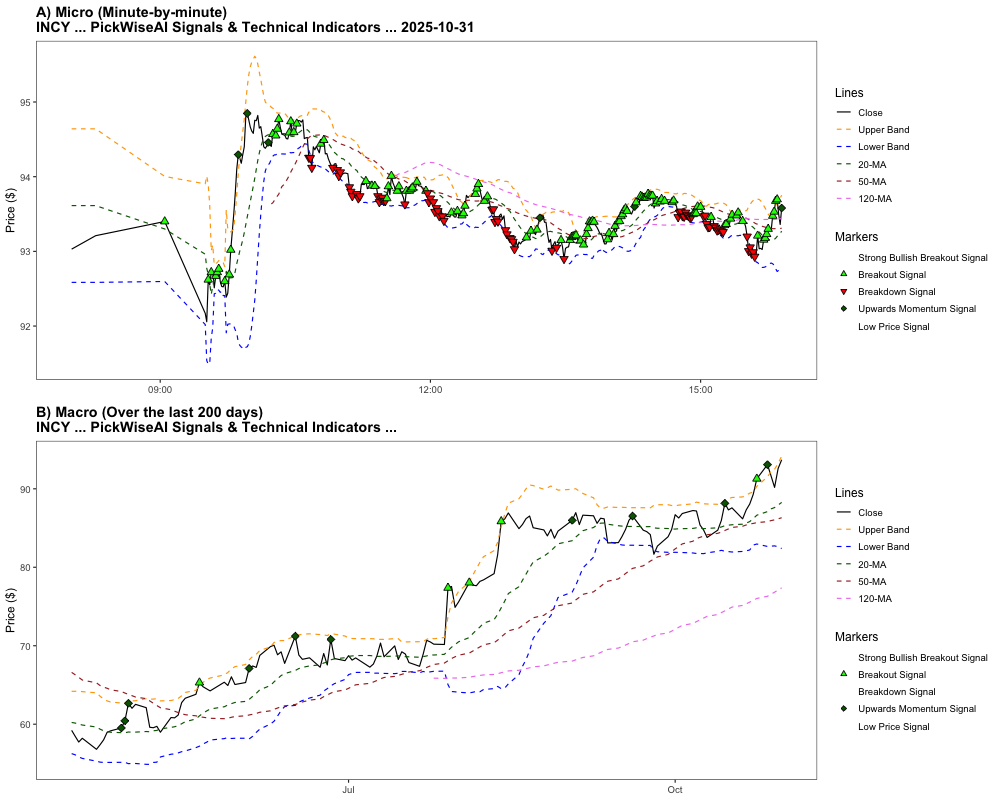 A) Micro (Minute-by-minute)
INCY ... PickWiseAI Signals & Technical Indicators ... 2025-10-31
Price ($)
95
94
93
92
09:00
12:00
15:00
Lines
Close
Upper Band
Lower Band
20-MA
50-MA
120-MA
Markers
Strong Bullish Breakout Signal
Breakout Signal
Breakdown Signal
Upwards Momentum Signal
Low Price Signal
B) Macro (Over the last 200 days)
INCY ... PickWiseAI Signals & Technical Indicators ...
Price ($)
90
80
70
60
Jul
Oct
Lines
Close
Upper Band
Lower Band
20-MA
50-MA
120-MA
Markers
Strong Bullish Breakout Signal
Breakout Signal
Breakdown Signal
Upwards Momentum Signal
Low Price Signal